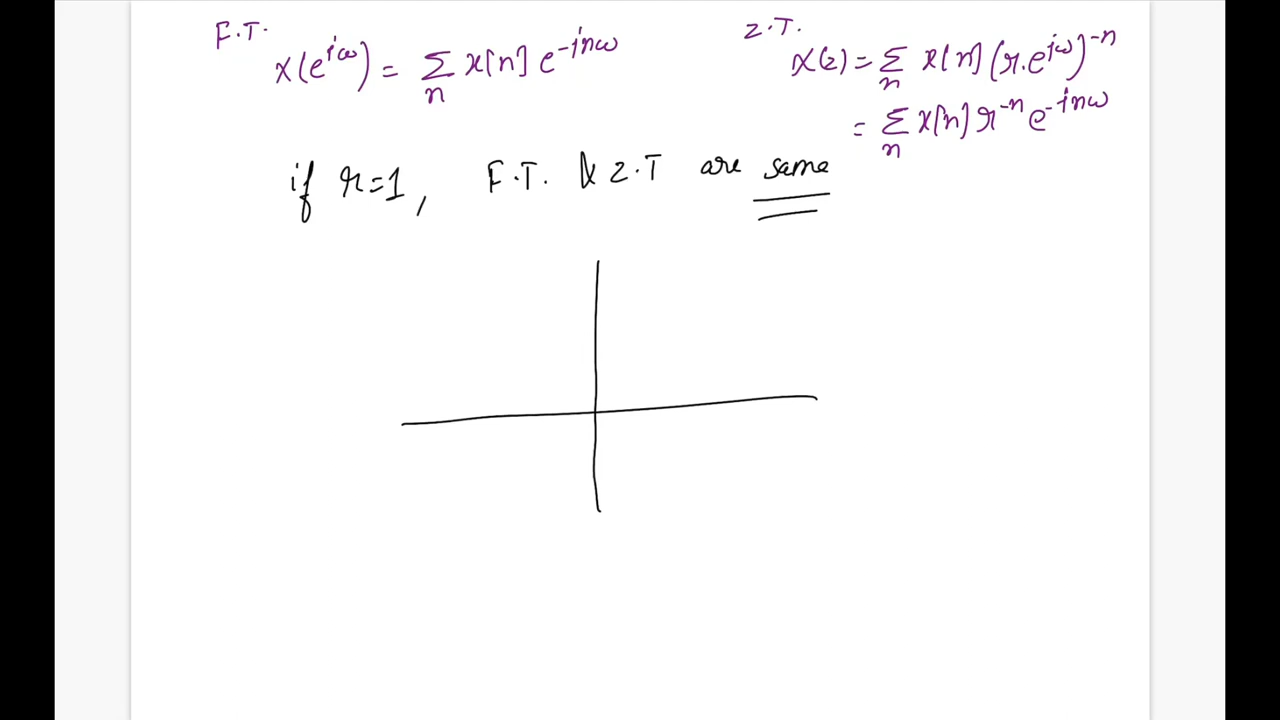 F.T.
X(e^{jω}) = Σ_n x[n] e^{-jnω}
Z.T.
X(z) = Σ_n x[n] (r.e^{jω})^{-n}
= Σ_n x[n] r^{-n} e^{-jnω}
if r=1, F.T. & Z.T are same